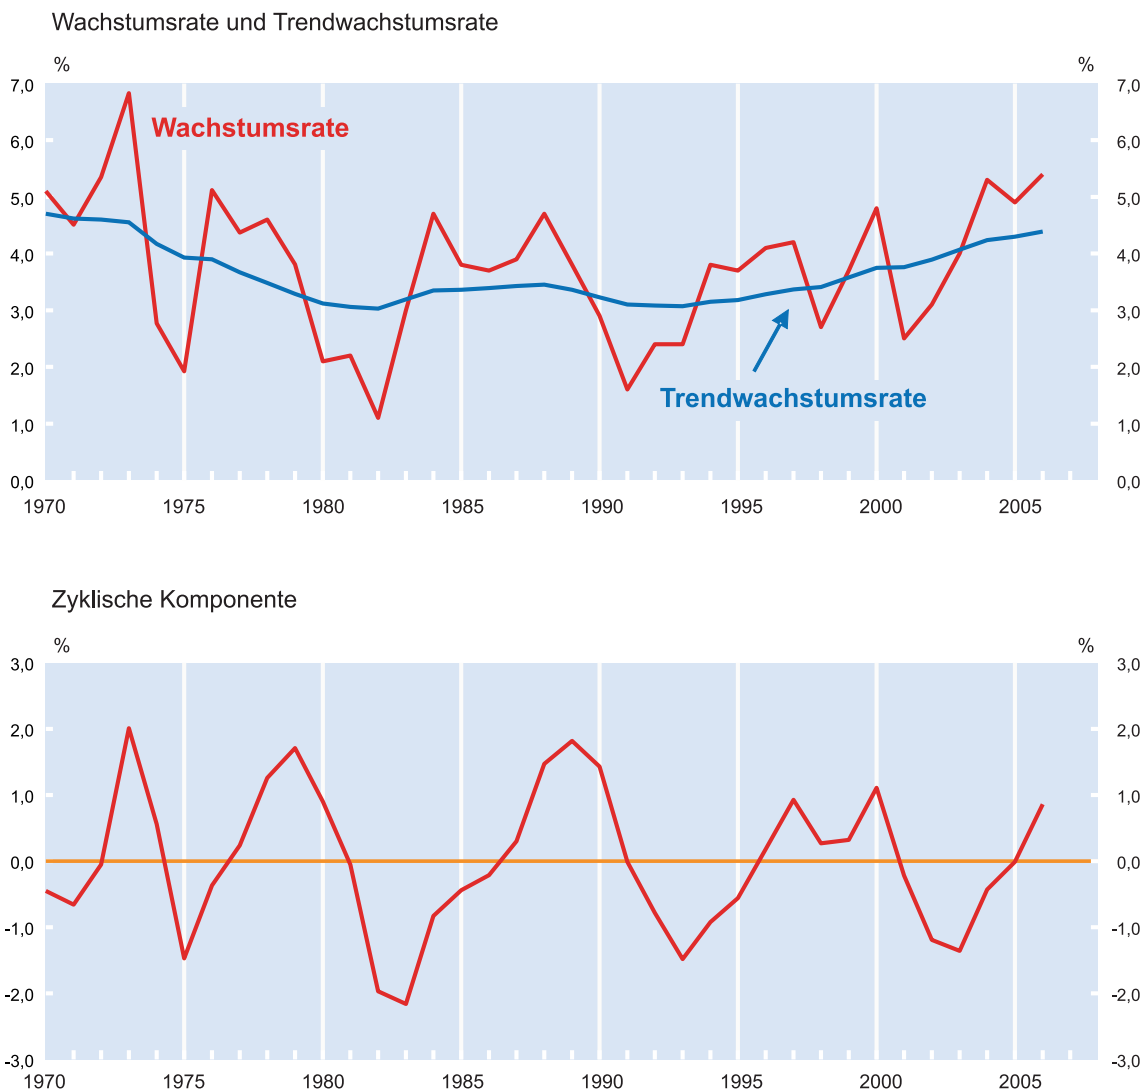 Wachstumsrate und Trendwachstumsrate
% %
7,0 7,0
Wachstumsrate
6,0 6,0
5,0 5,0
4,0 4,0
3,0 3,0
2,0 2,0
Trendwachstumsrate
1,0 1,0
0,0 0,0
1970 1975 1980 1985 1990 1995 2000 2005
Zyklische Komponente
% %
3,0 3,0
2,0 2,0
1,0 1,0
0,0 0,0
-1,0 -1,0
-2,0 -2,0
-3,0 -3,0
1970 1975 1980 1985 1990 1995 2000 2005